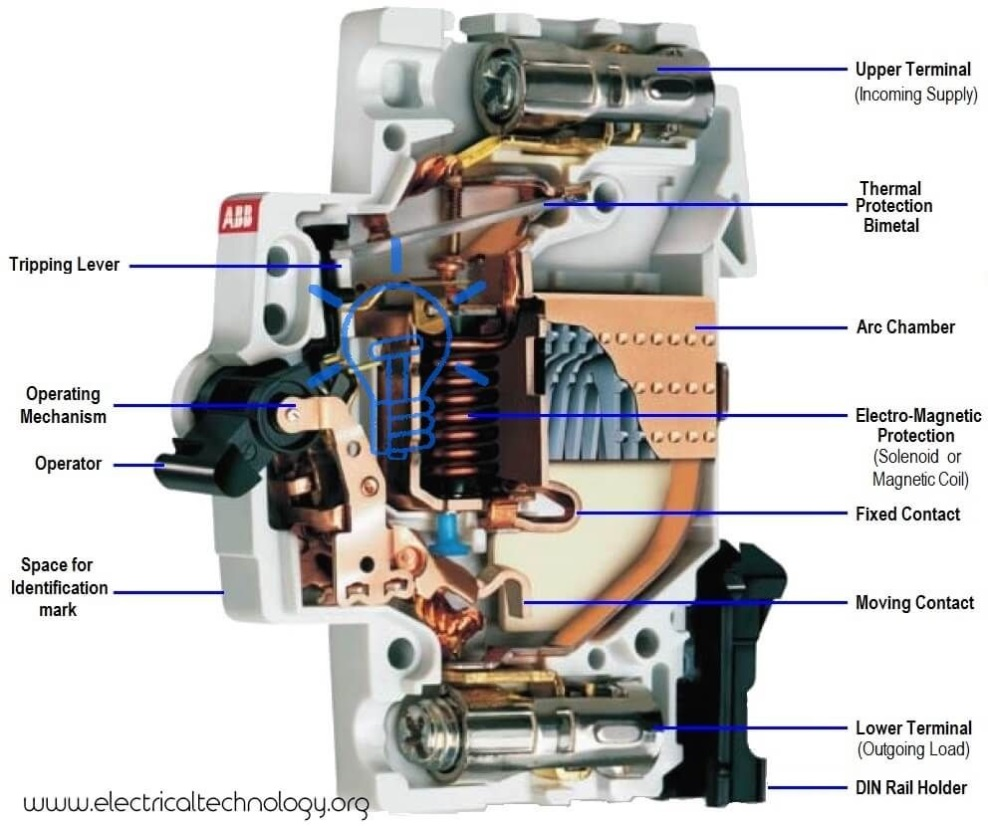 Upper Terminal
(Incoming Supply)
Thermal
Protection
Bimetal
ABB
Tripping Lever
Arc Chamber
Operating
Mechanism
Electro-Magnetic
Protection
(Solenoid or
Magnetic Coil)
Operator
Fixed Contact
Space for
Identification
mark
Moving Contact
Lower Terminal
(Outgoing Load)
DIN Rail Holder
www.electricaltechnology.org